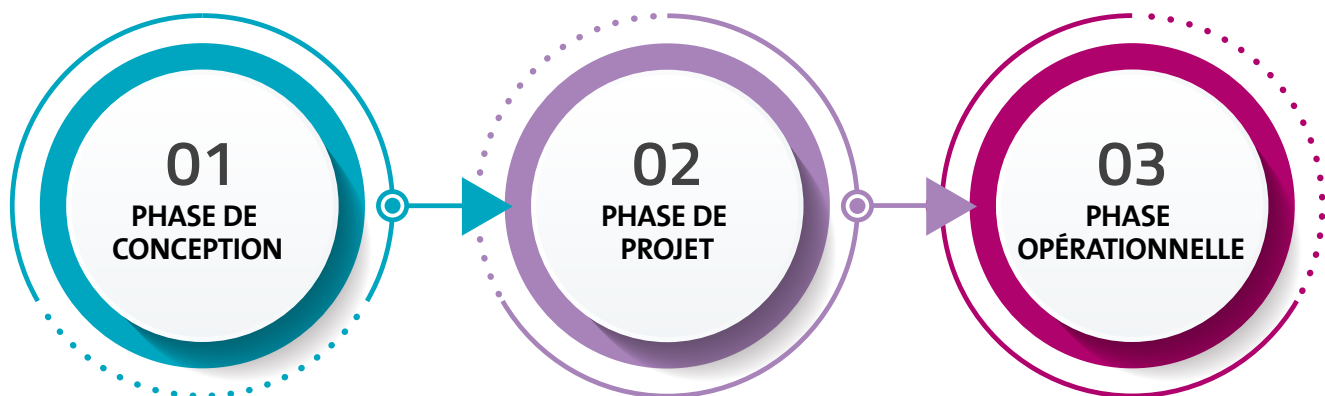 01
PHASE DE
CONCEPTION
02
PHASE DE
PROJET
03
PHASE
OPÉRATIONNELLE